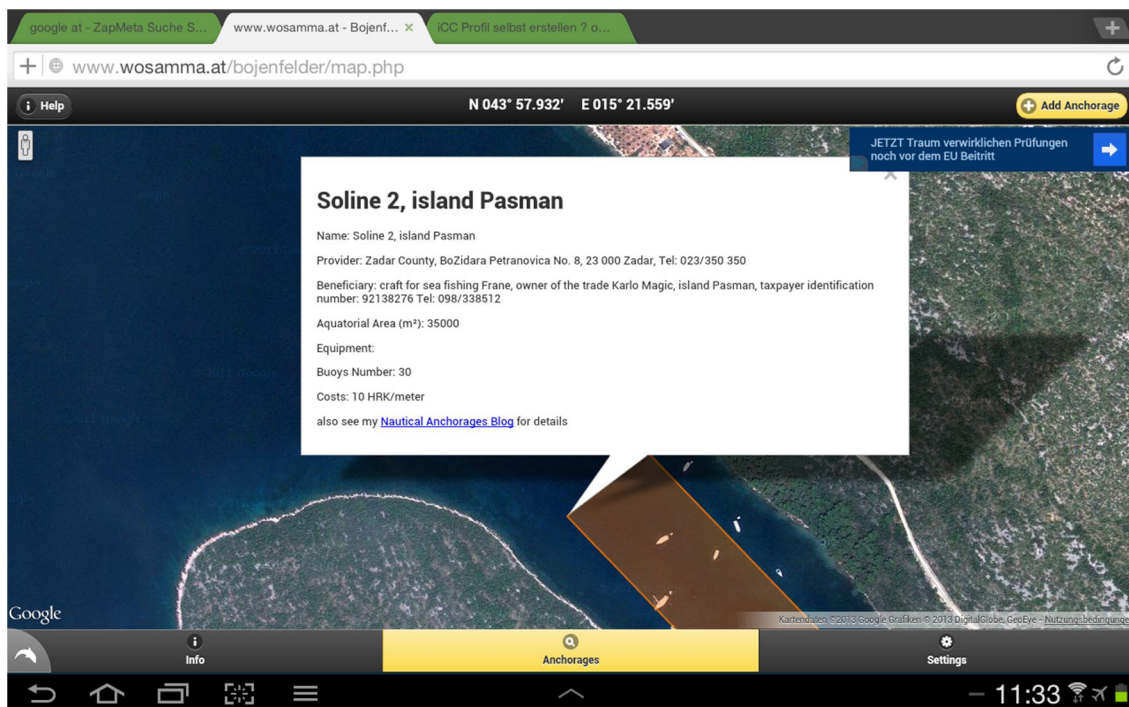 google at - ZapMeta Suche S...
www.wosamma.at - Bojenf... ×
iCC Profil selbst erstellen ? o...
www.wosamma.at/bojenfelder/map.php
Help
N 043° 57.932' E 015° 21.559'
Add Anchorage
JETZT Traum verwirklichen Prüfungen
noch vor dem EU Beitritt
Soline 2, island Pasman
Name: Soline 2, island Pasman
Provider: Zadar County, BoZidara Petranovica No. 8, 23 000 Zadar, Tel: 023/350 350
Beneficiary: craft for sea fishing Frane, owner of the trade Karlo Magic, island Pasman, taxpayer identification
number: 92138276 Tel: 098/338512
Aquatorial Area (m²): 35000
Equipment:
Buoys Number: 30
Costs: 10 HRK/meter
also see my Nautical Anchorages Blog for details
Google
Kartendaten ©2013 Google Grafiken © 2013 DigitalGlobe, GeoEye - Nutzungsbedingungen
Info
Anchorages
Settings
11:33